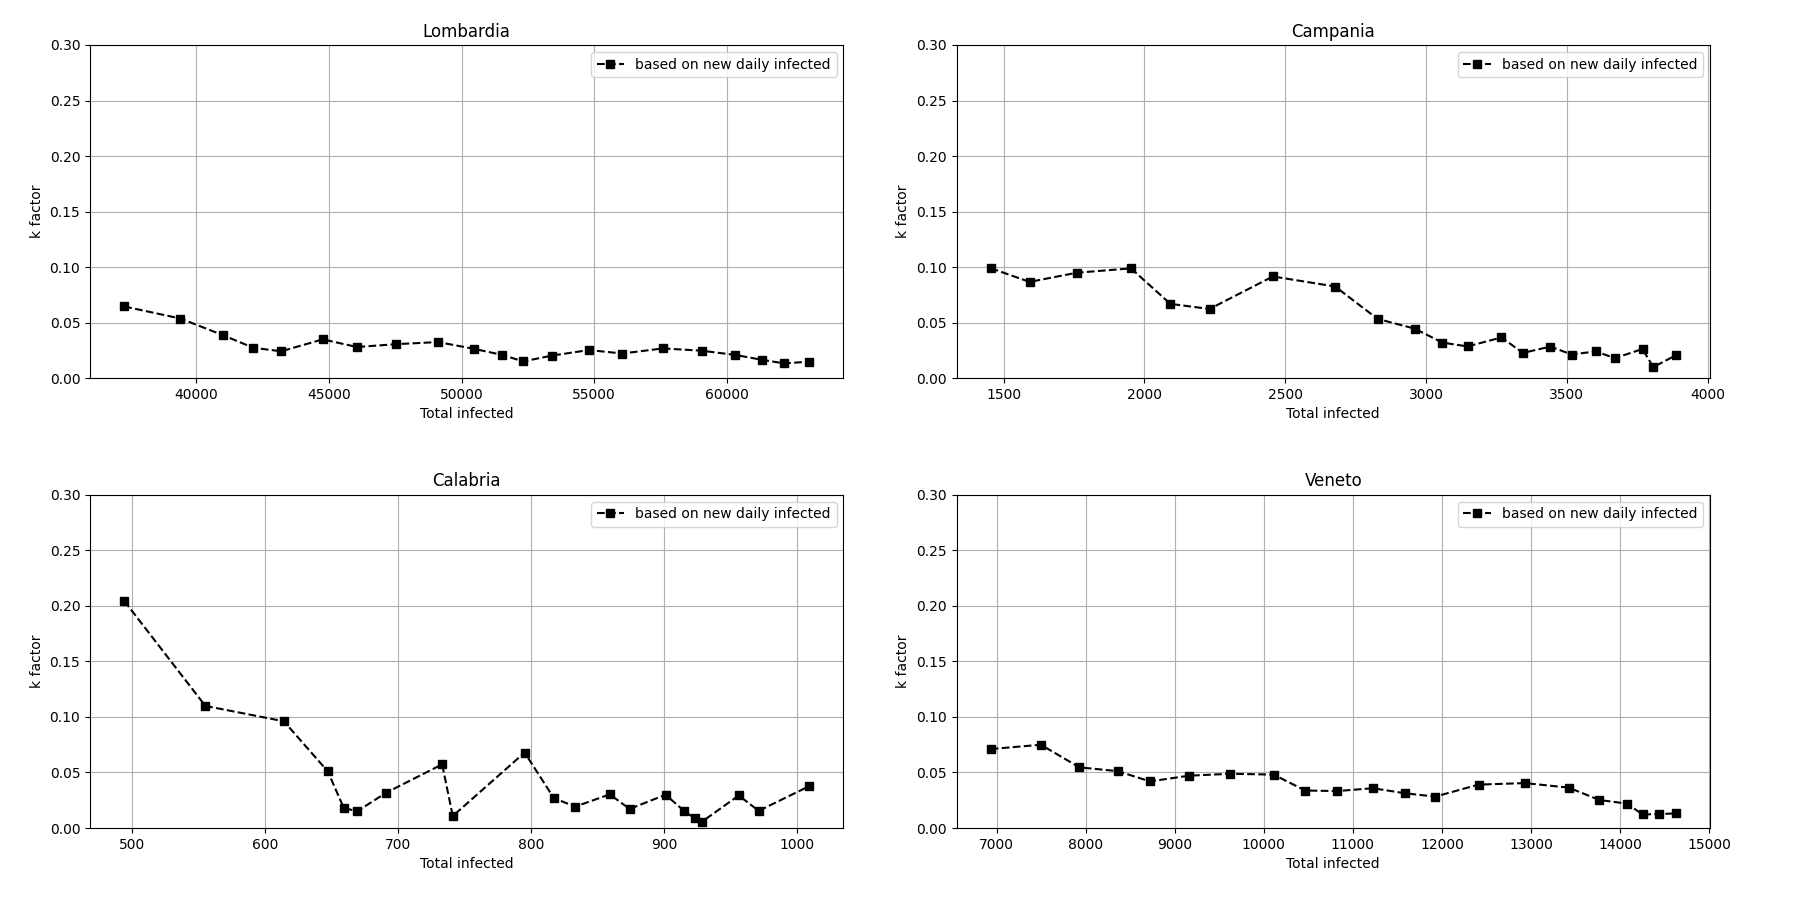 Lombardia
0.30
0.25
0.20
0.15
0.10
0.05
0.00
k factor
based on new daily infected
40000 45000 50000 55000 60000
Total infected
Campania
0.30
0.25
0.20
0.15
0.10
0.05
0.00
k factor
based on new daily infected
1500 2000 2500 3000 3500 4000
Total infected
Calabria
0.30
0.25
0.20
0.15
0.10
0.05
0.00
k factor
based on new daily infected
500 600 700 800 900 1000
Total infected
Veneto
0.30
0.25
0.20
0.15
0.10
0.05
0.00
k factor
based on new daily infected
7000 8000 9000 10000 11000 12000 13000 14000 15000
Total infected